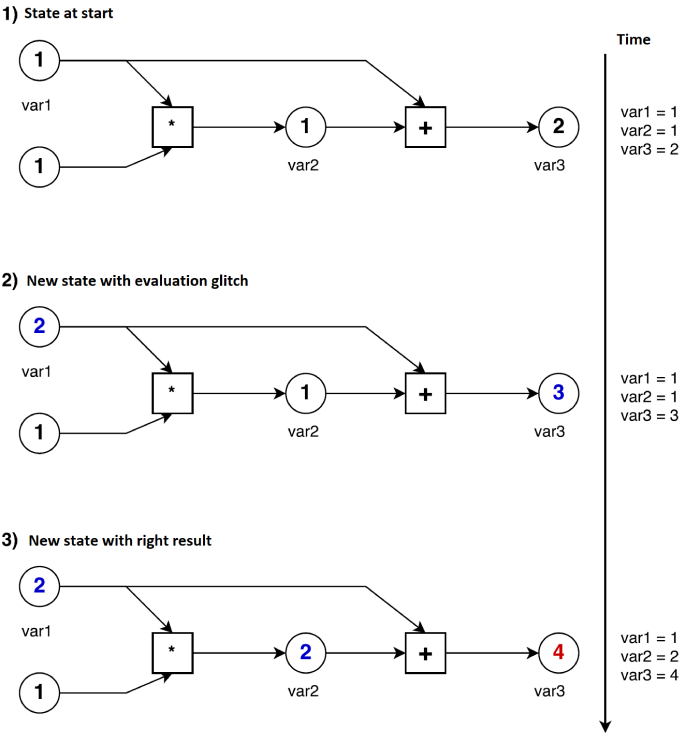 1) State at start
Time
1
var1
*
1
var2
+
2
var3
1
var1 = 1
var2 = 1
var3 = 2
2) New state with evaluation glitch
2
var1
*
1
var2
+
3
var3
1
var1 = 1
var2 = 1
var3 = 3
3) New state with right result
2
var1
*
2
var2
+
4
var3
1
var1 = 1
var2 = 2
var3 = 4